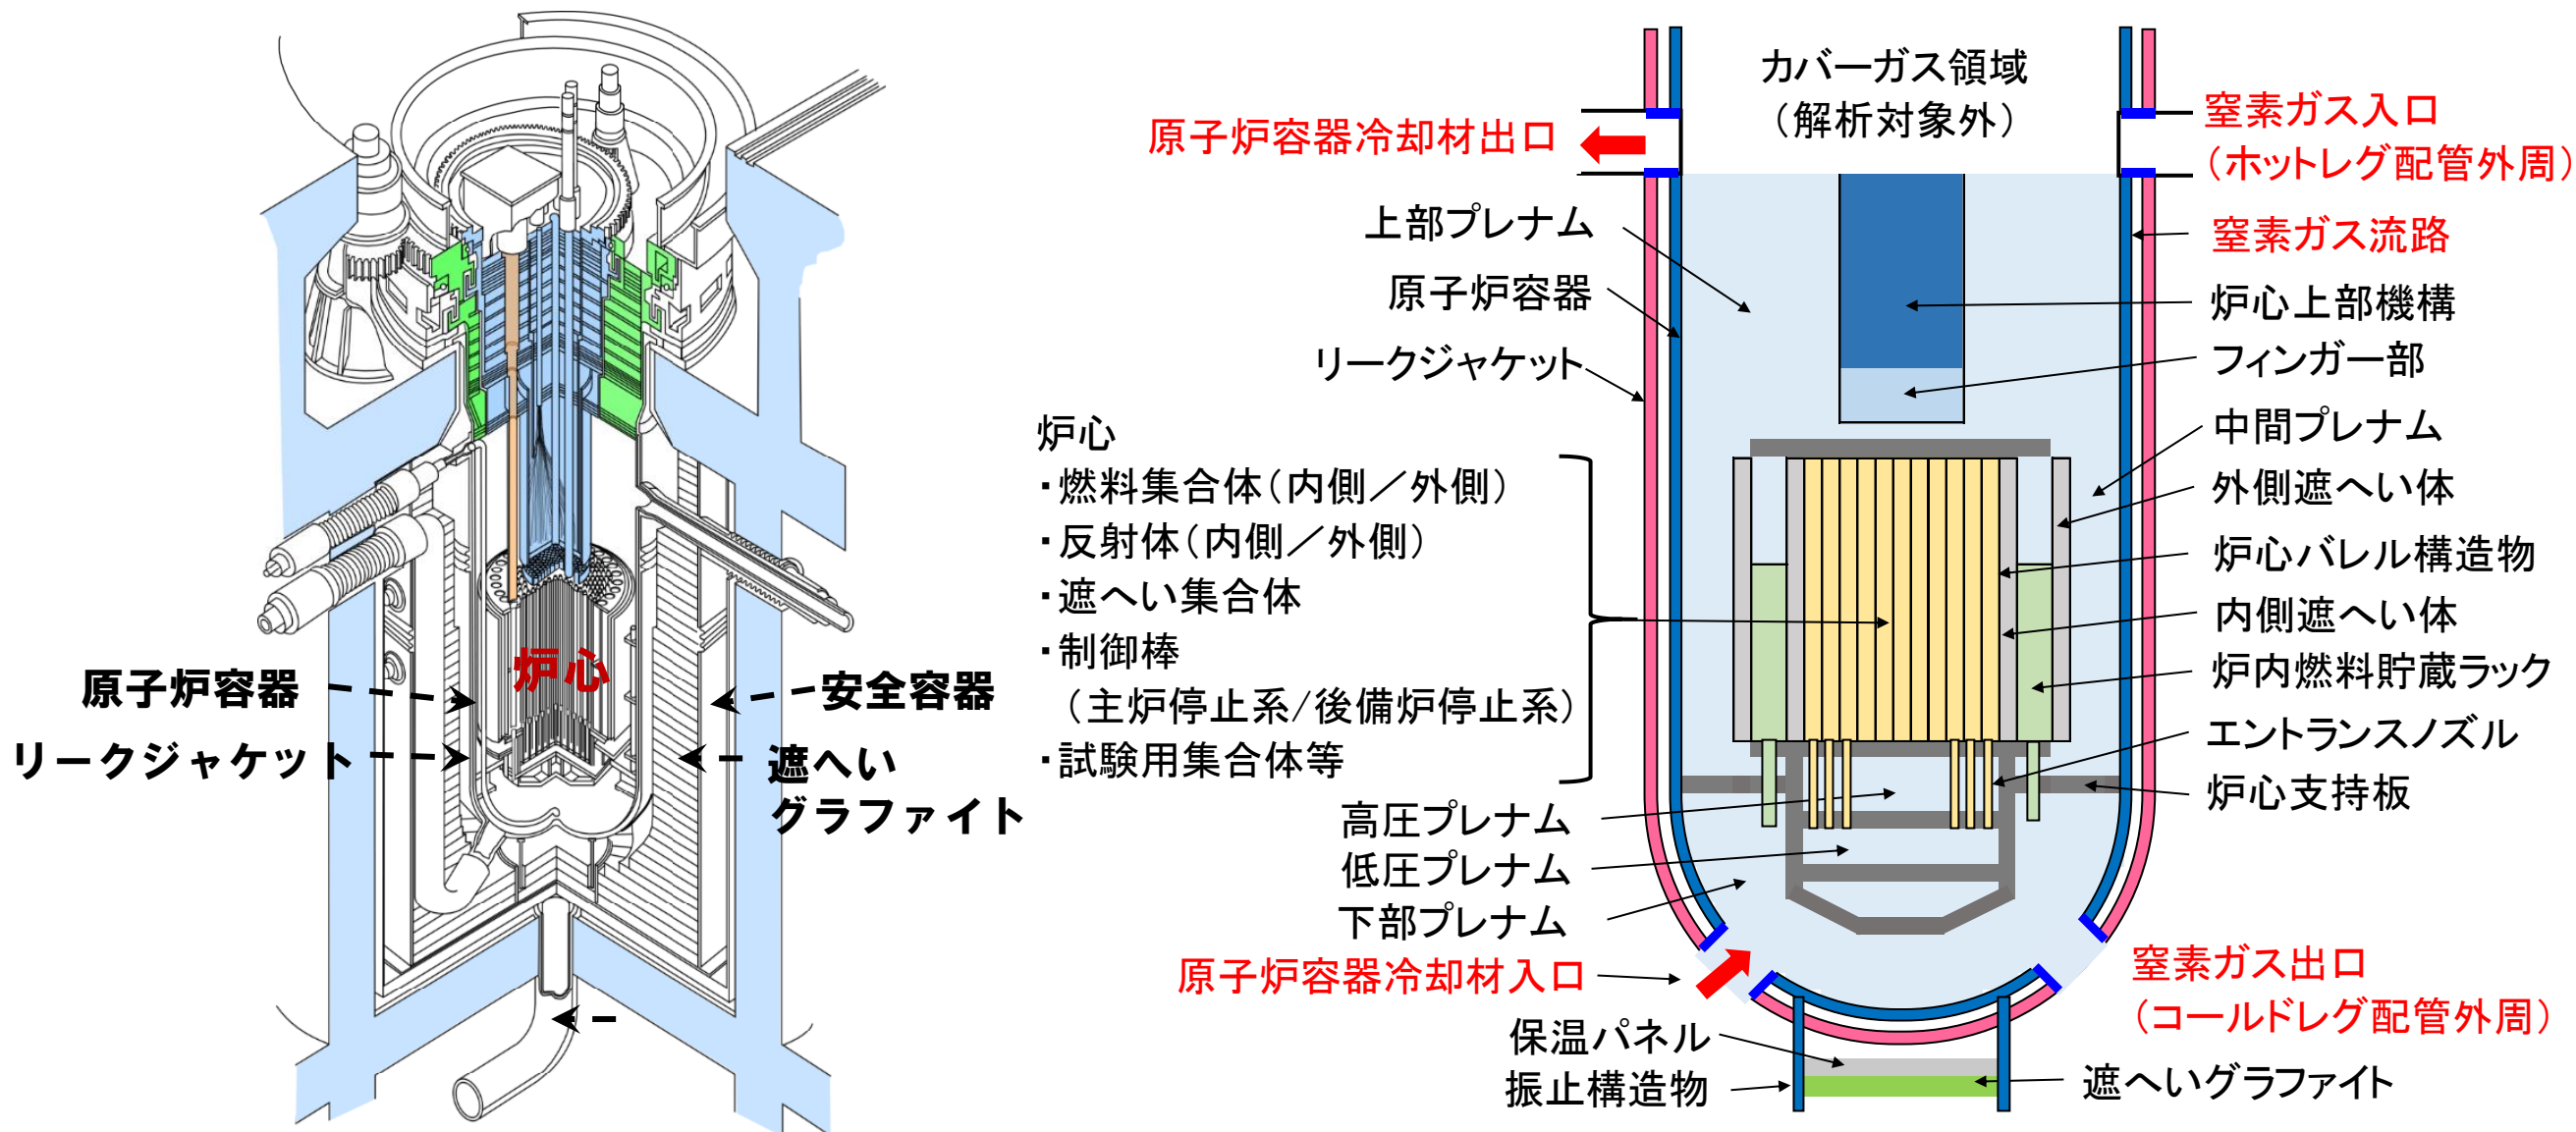 原子炉容器
リークジャケット
炉心
安全容器
遮へい
グラファイト
カバーガス領域
(解析対象外)
原子炉容器冷却材出口
上部プレナム
原子炉容器
リークジャケット
炉心
・燃料集合体(内側／外側)
・反射体(内側／外側)
・遮へい集合体
・制御棒
(主炉停止系/後備炉停止系)
・試験用集合体等
高圧プレナム
低圧プレナム
下部プレナム
原子炉容器冷却材入口
保温パネル
振止構造物
窒素ガス入口
(ホットレグ配管外周)
窒素ガス流路
炉心上部機構
フィンガー部
中間プレナム
外側遮へい体
炉心バレル構造物
内側遮へい体
炉内燃料貯蔵ラック
エントランスノズル
炉心支持板
窒素ガス出口
(コールドレグ配管外周)
遮へいグラファイト